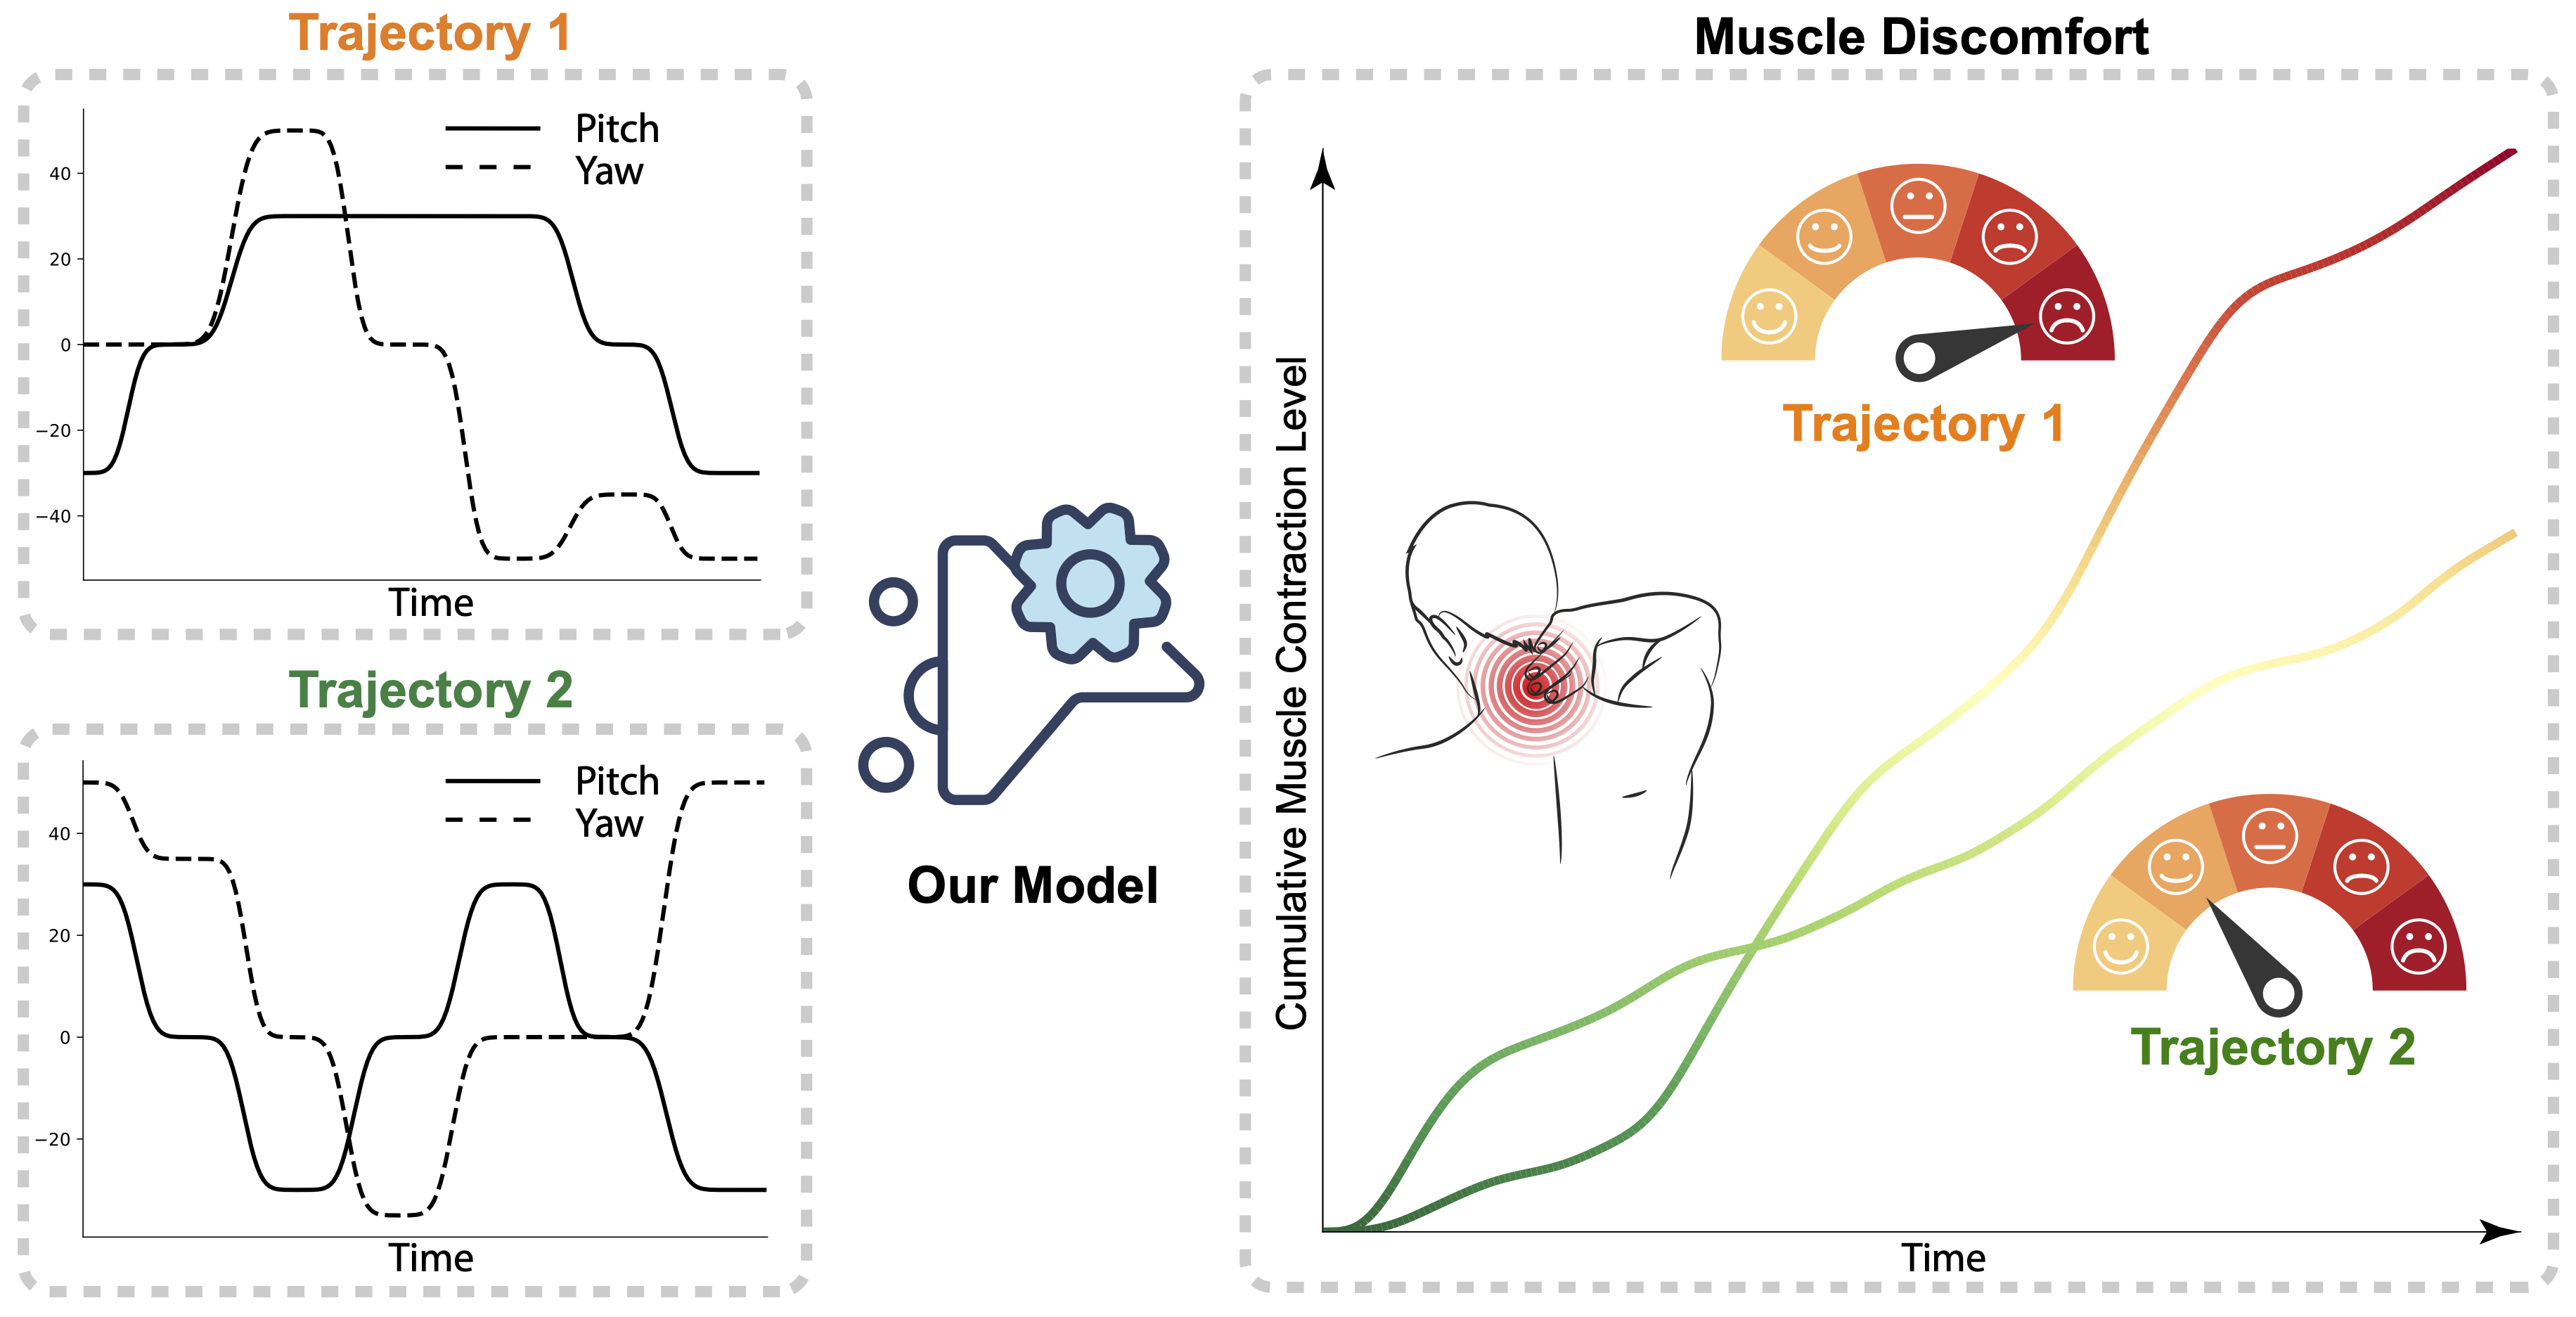 Trajectory 1
Pitch
Yaw
40
20
0
−20
−40
Time
Trajectory 2
Pitch
Yaw
40
20
0
−20
Time
Our Model
Muscle Discomfort
Cumulative Muscle Contraction Level
Trajectory 1
Trajectory 2
Time